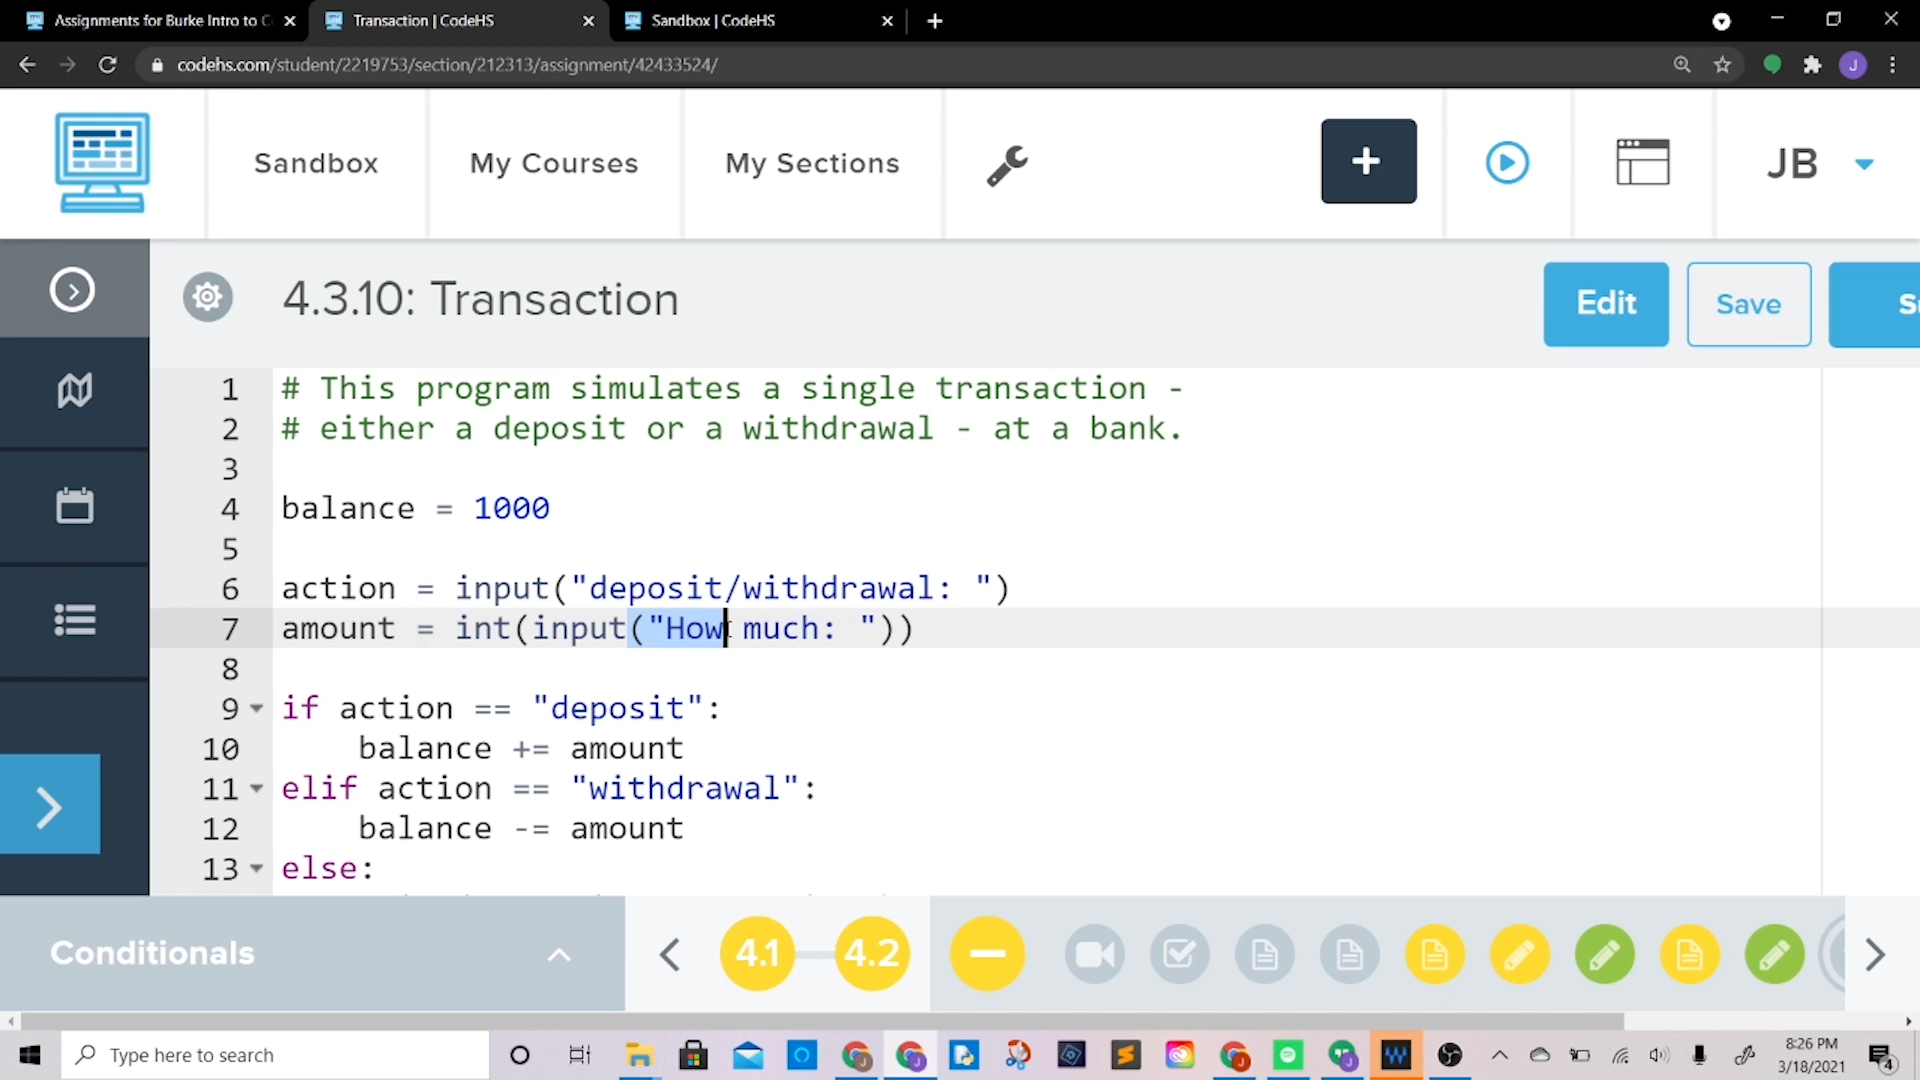 Assignments for Burke Intro to C
Transaction | CodeHS
Sandbox | CodeHS
codehs.com/student/2219753/section/212313/assignment/42433524/
J
Sandbox
My Courses
My Sections
+
JB
4.3.10: Transaction
Edit
Save
1 # This program simulates a single transaction -
2 # either a deposit or a withdrawal - at a bank.
3
4 balance = 1000
5
6 action = input("deposit/withdrawal: ")
7 amount = int(input("How much: "))
8
9 if action == "deposit":
10 balance += amount
11 elif action == "withdrawal":
12 balance -= amount
13 else:
Conditionals
4.1
4.2
Type here to search
8:26 PM
3/18/2021
4